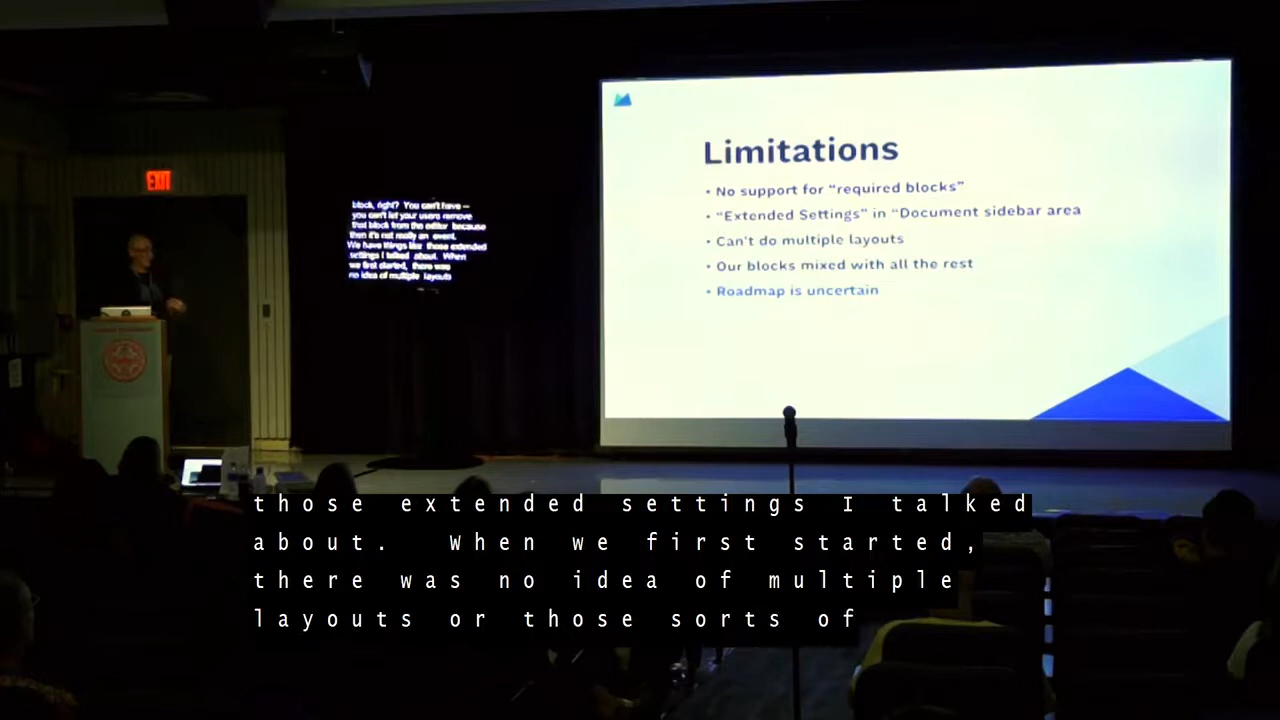 EXIT
block, right? You can't have –
you can't let your users remove
that block from the editor because
then it's not really an event.
We have things like those extended
settings I talked about. When
we first started, there was
no idea of multiple layouts
Limitations
• No support for “required blocks”
• “Extended Settings” in “Document sidebar area
• Can't do multiple layouts
• Our blocks mixed with all the rest
• Roadmap is uncertain
those extended settings I talked
about. When we first started,
there was no idea of multiple
layouts or those sorts of